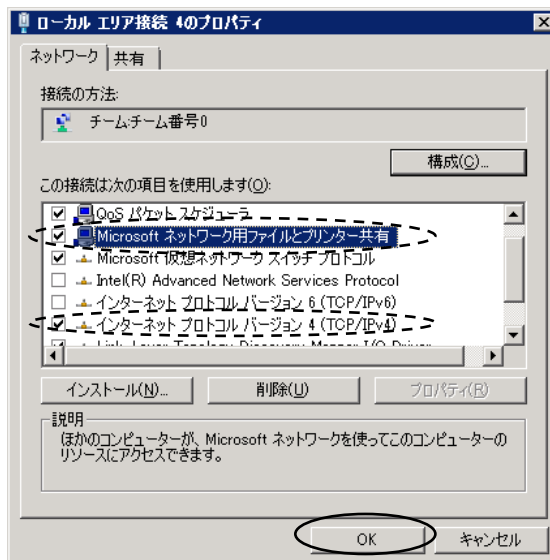 ローカル エリア接続 4のプロパティ
ネットワーク 共有
接続の方法:
チーム:チーム番号0
構成(C)...
この接続は次の項目を使用します(O):
QoS パケット スケジューラ
Microsoft ネットワーク用ファイルとプリンター共有
Microsoft 仮想ネットワーク スイッチ プロトコル
Intel(R) Advanced Network Services Protocol
インターネット プロトコル バージョン 6 (TCP/IPv6)
インターネット プロトコル バージョン 4 (TCP/IPv4)
Link-Layer Topology Discovery Mapper I/O Driver
インストール(N)... 削除(U) プロパティ(R)
説明
ほかのコンピューターが、Microsoft ネットワークを使ってこのコンピューターの
リソースにアクセスできます。
OK キャンセル